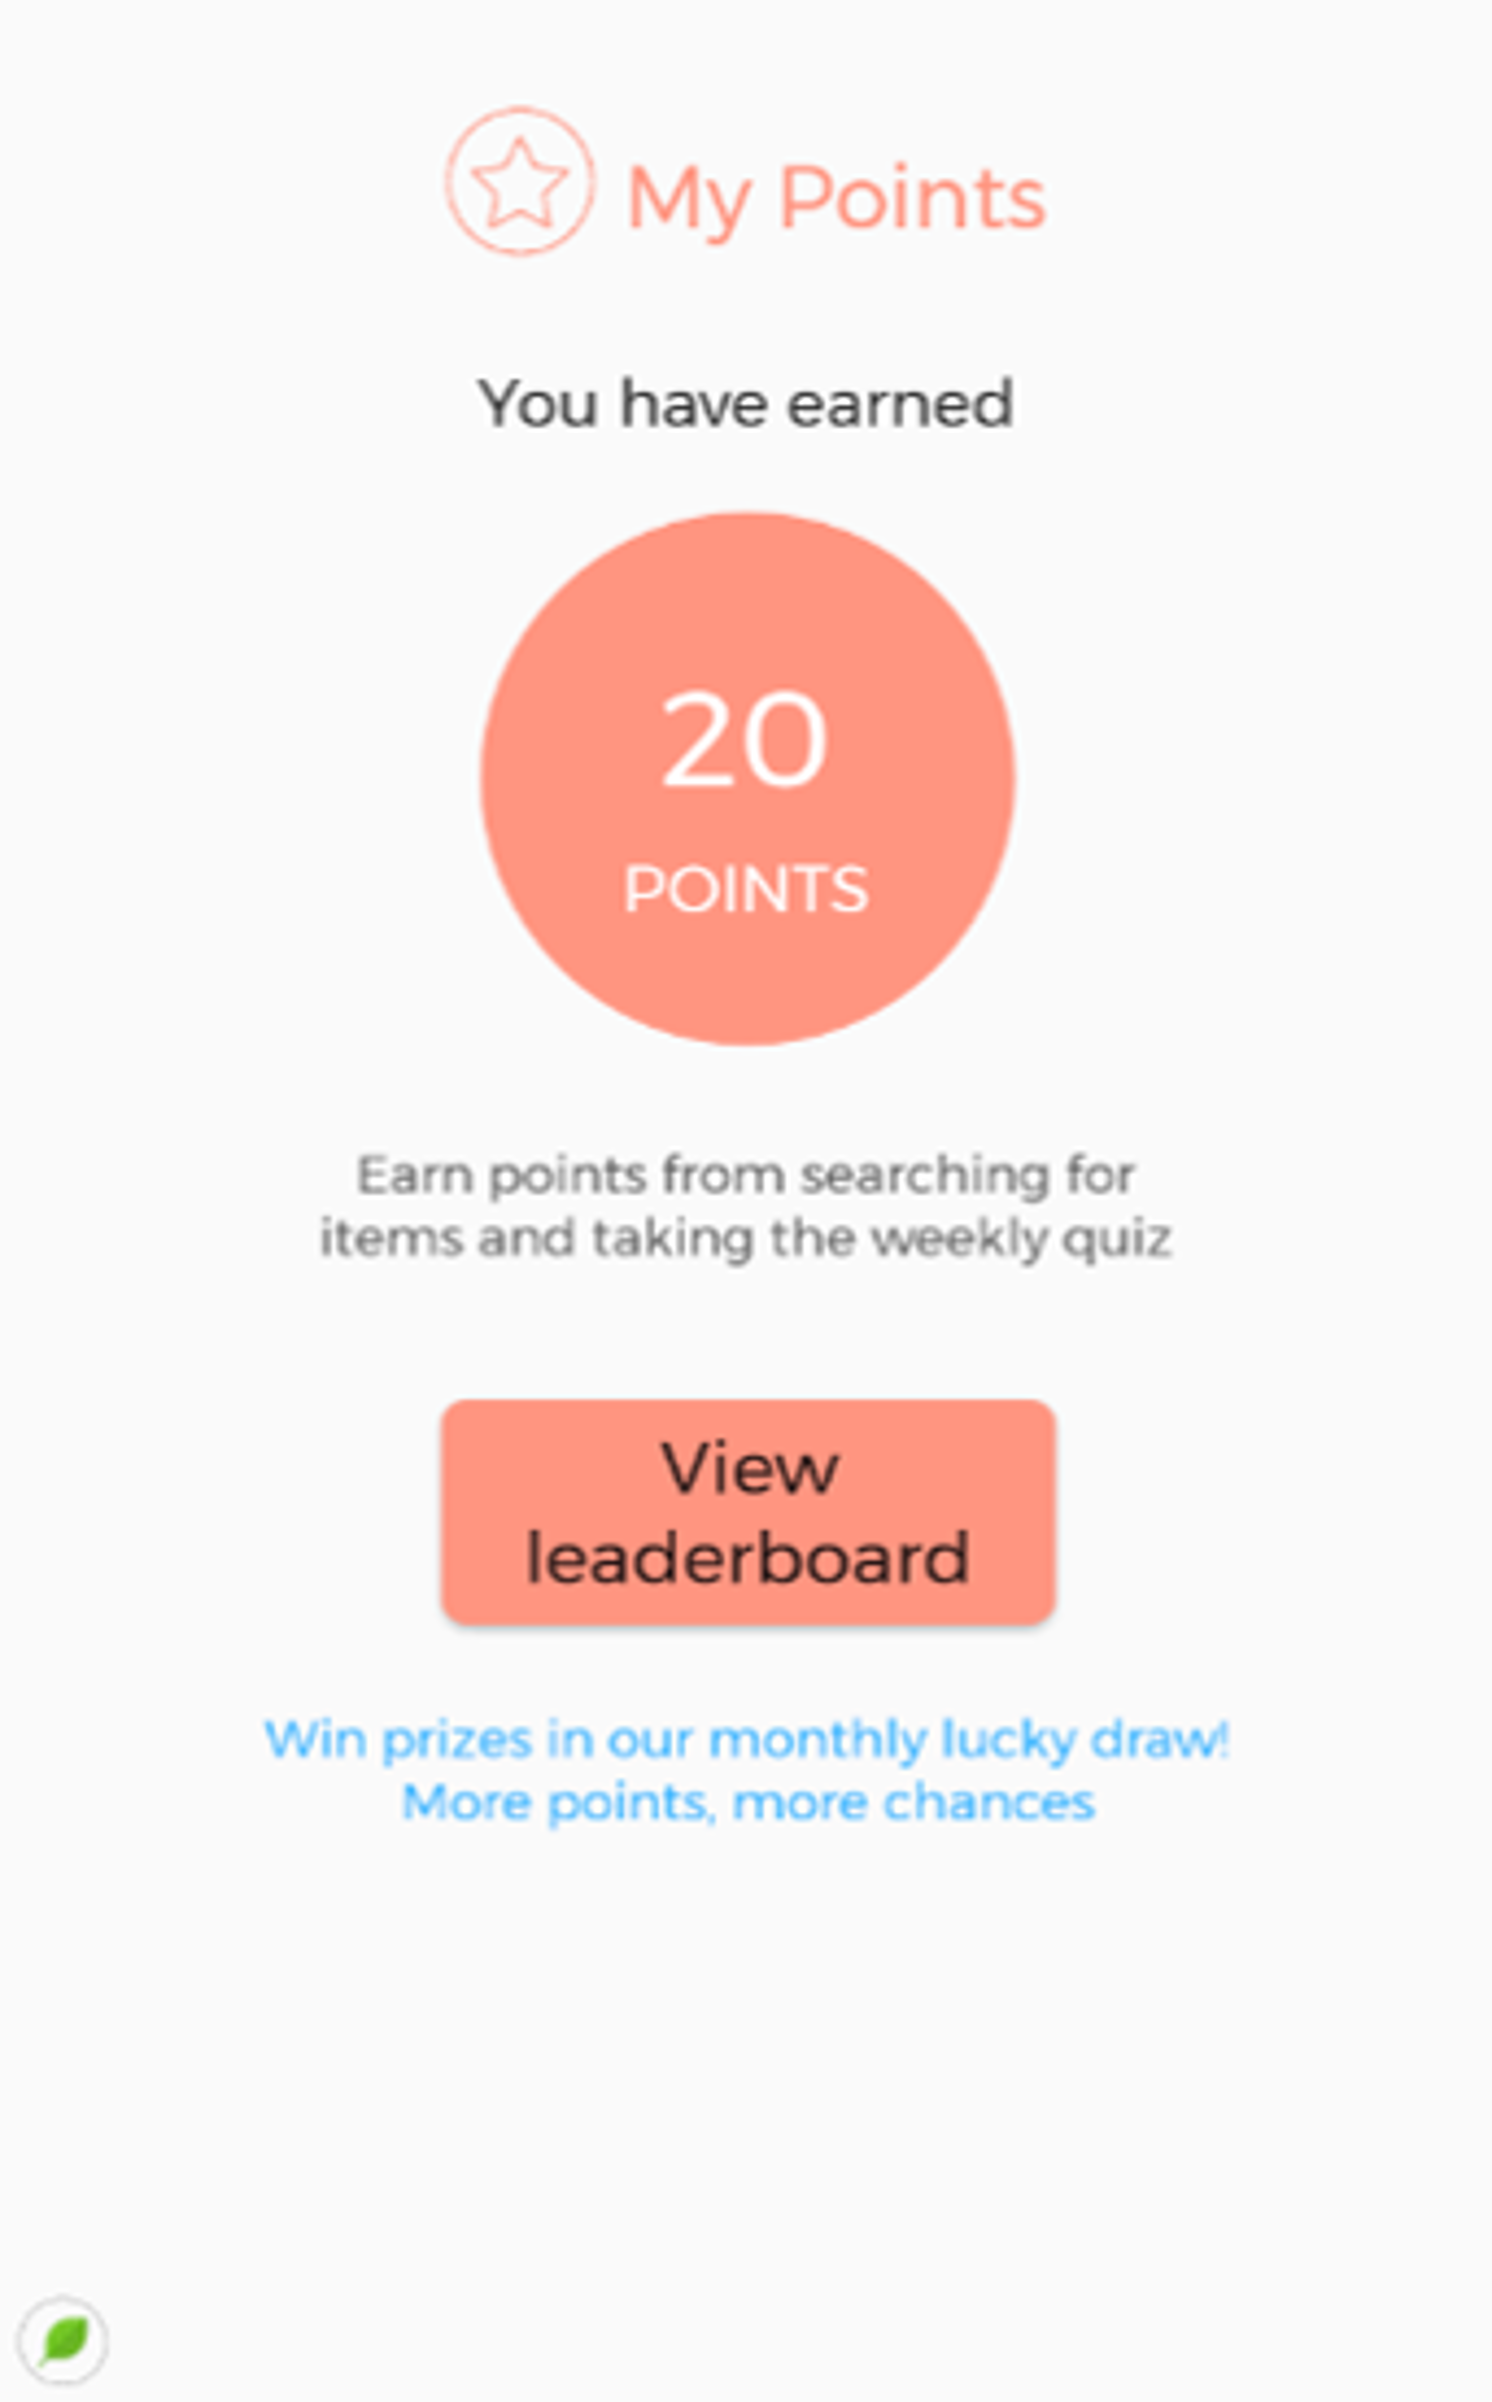 My Points
You have earned
20
POINTS
Earn points from searching for
items and taking the weekly quiz
View
leaderboard
Win prizes in our monthly lucky draw!
More points, more chances